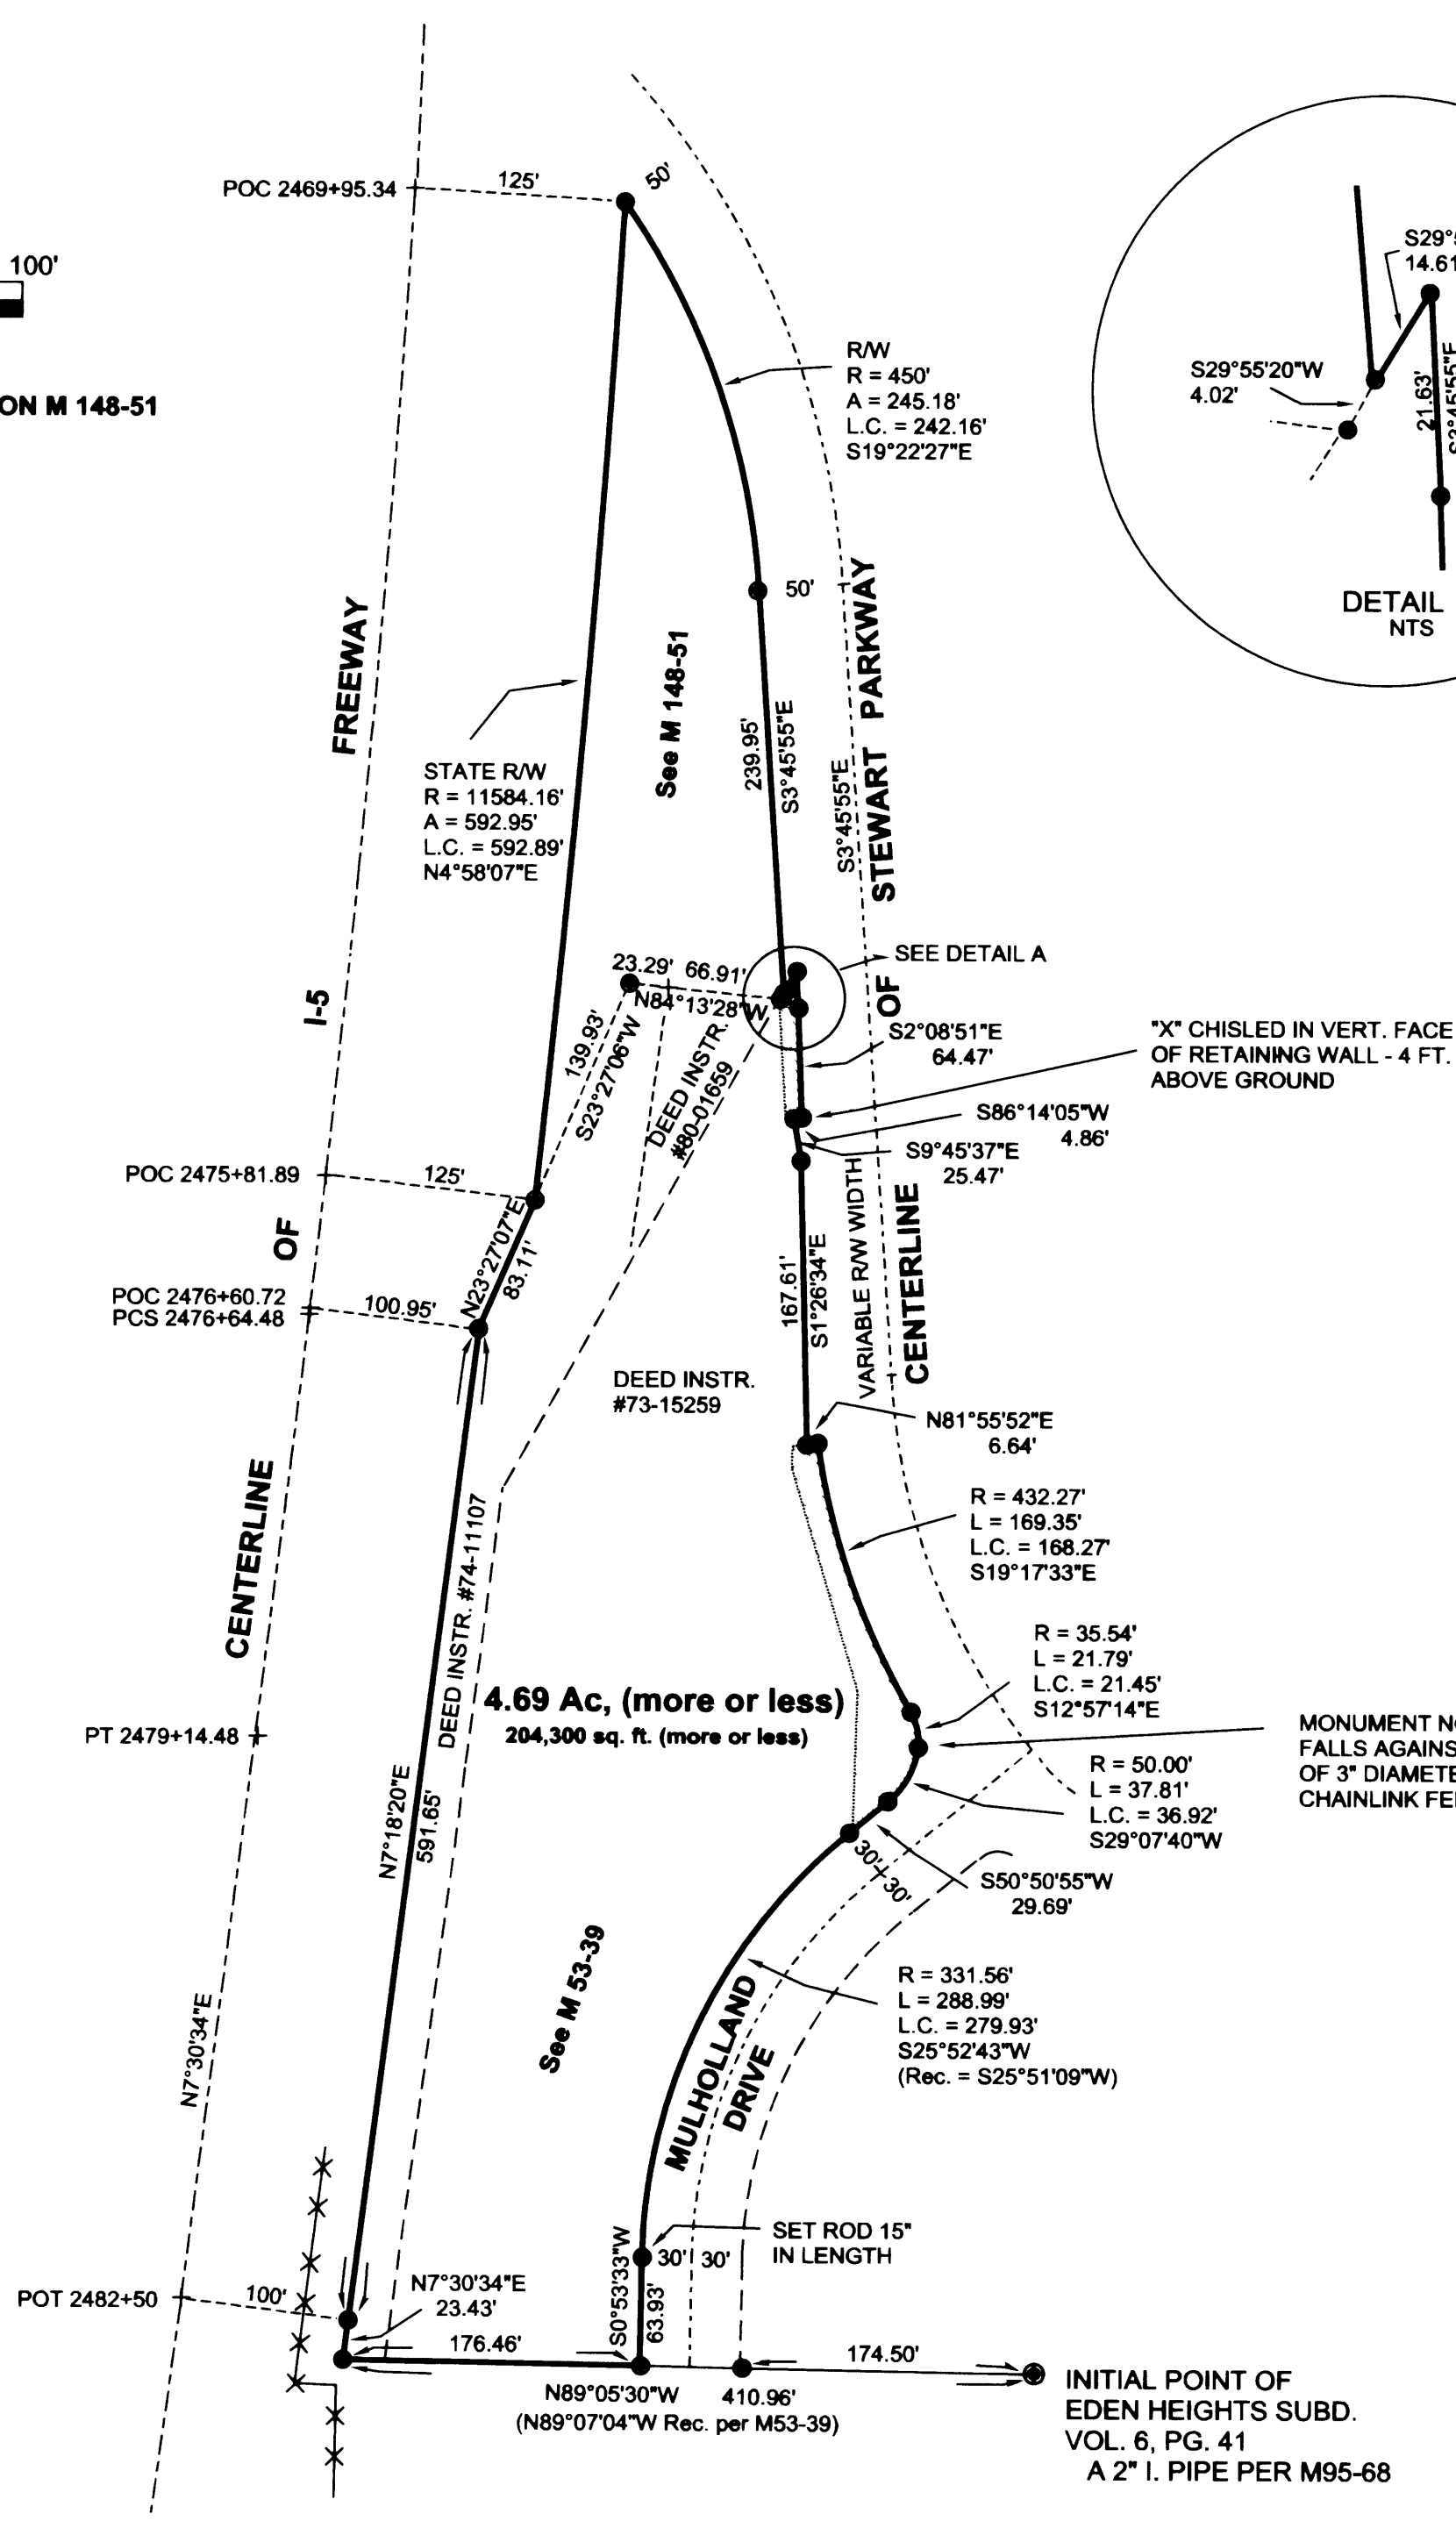 POC 2469+95.34
125'
50'
100'
ON M 148-51
R/W
R = 450'
A = 245.18'
L.C. = 242.16'
S19°22'27"E
14.61
S29°55'20"W
4.02'
21.63'
S3°45'55"E
DETAIL
NTS
50'
FREEWAY
See M 148-51
239.95'
S3°45'55"E
S3°45'55"E
STEWART PARKWAY
STATE R/W
R = 11584.16'
A = 592.95'
L.C. = 592.89'
N4°58'07"E
SEE DETAIL A
23.29'
66.91'
N84°13'28"W
I-5
OF
139.93'
S23°27'06"W
DEED INSTR.
#80-01659
S2°08'51"E
64.47'
"X" CHISLED IN VERT. FACE
OF RETAINING WALL - 4 FT.
ABOVE GROUND
S86°14'05"W
4.86'
S9°45'37"E
25.47'
POC 2475+81.89
125'
OF
N23°27'07"E
83.11'
VARIABLE R/W WIDTH
CENTERLINE
167.61'
S1°26'34"E
POC 2476+60.72
PCS 2476+64.48
100.95'
DEED INSTR.
#73-15259
N81°55'52"E
6.64'
CENTERLINE
R = 432.27'
L = 169.35'
L.C. = 168.27'
S19°17'33"E
DEED INSTR. #74-11107
R = 35.54'
L = 21.79'
L.C. = 21.45'
S12°57'14"E
4.69 Ac, (more or less)
204,300 sq. ft. (more or less)
PT 2479+14.48
MONUMENT
FALLS
OF 3"
CHAINLINK
R = 50.00'
L = 37.81'
L.C. = 36.92'
S29°07'40"W
N7°18'20"E
591.65'
30'
30'
S50°50'55"W
29.69'
See M 53-39
R = 331.56'
L = 288.99'
L.C. = 279.93'
S25°52'43"W
(Rec. = S25°51'09"W)
MULHOLLAND
DRIVE
N7°30'34"E
SET ROD 15"
IN LENGTH
30'
30'
S0°53'33"W
63.93'
POT 2482+50
100'
N7°30'34"E
23.43'
176.46'
174.50'
N89°05'30"W 410.96'
(N89°07'04"W Rec. per M53-39)
INITIAL POINT OF
EDEN HEIGHTS SUBD.
VOL. 6, PG. 41
A 2" I. PIPE PER M95-68